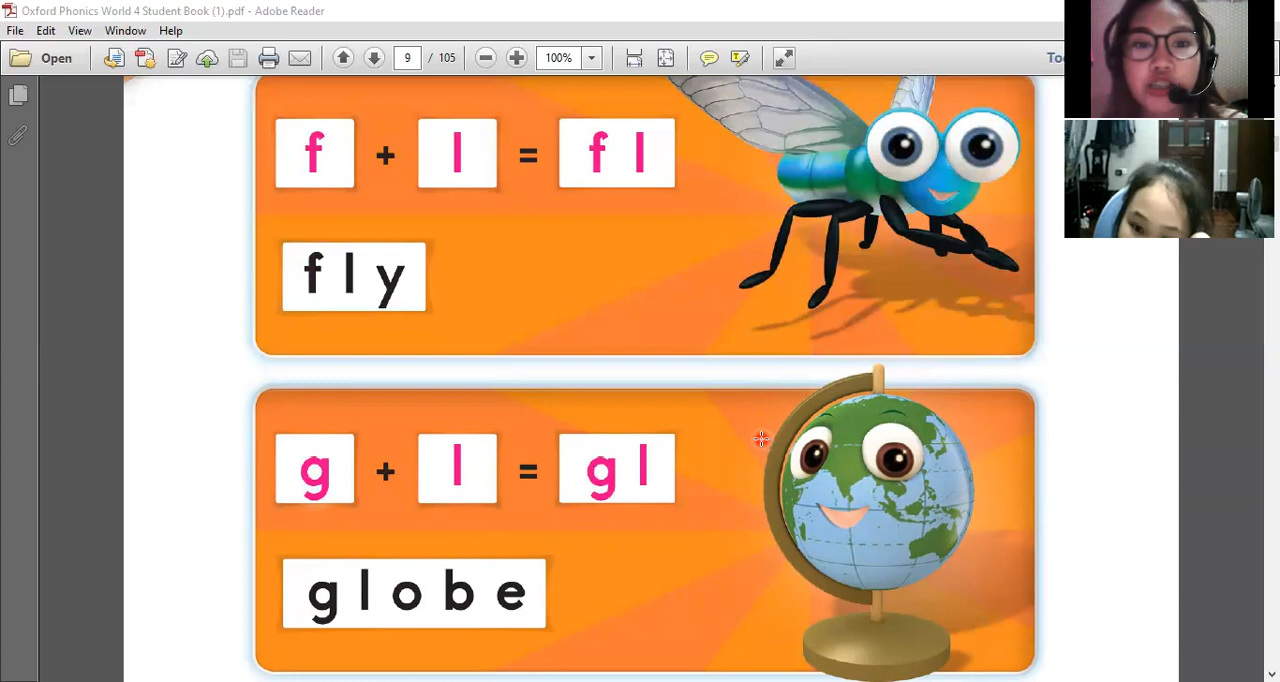 Oxford Phonics World 4 Student Book (1).pdf - Adobe Reader
File Edit View Window Help
Open 9 / 105 100%
f + l = f l
f l y
g + l = g l
g l o b e